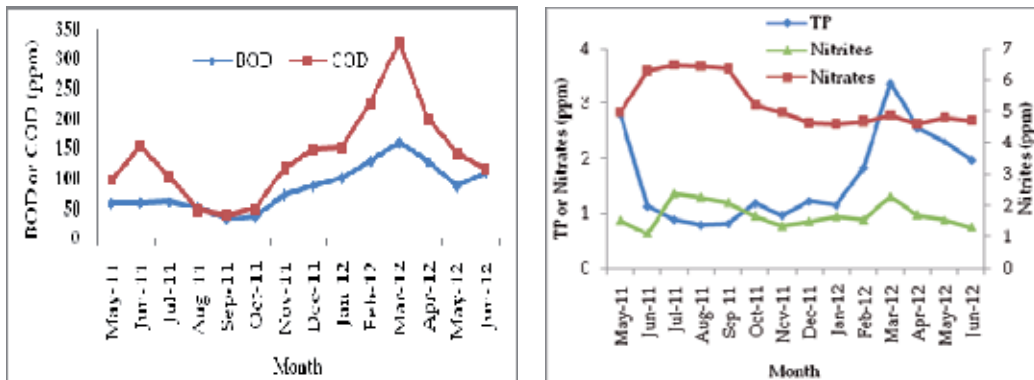 350
300
250
200
150
100
50
0
BOD or COD (ppm)
BOD
COD
May-11
Jun-11
Jul-11
Aug-11
Sep-11
Oct-11
Nov-11
Dec-11
Jan-12
Feb-12
Mar-12
Apr-12
May-12
Jun-12
Month
TP
Nitrites
Nitrates
4
3
2
1
0
TP or Nitrates (ppm)
7
6
5
4
3
2
1
0
Nitrites (ppm)
May-11
Jun-11
Jul-11
Aug-11
Sep-11
Oct-11
Nov-11
Dec-11
Jan-12
Feb-12
Mar-12
Apr-12
May-12
Jun-12
Month